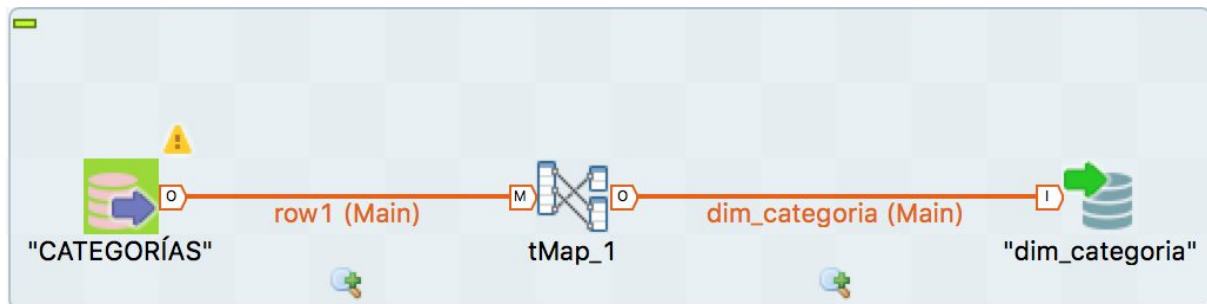 O
row1 (Main)
M
O
dim_categoria (Main)
I
"CATEGORÍAS"
tMap_1
"dim_categoria"